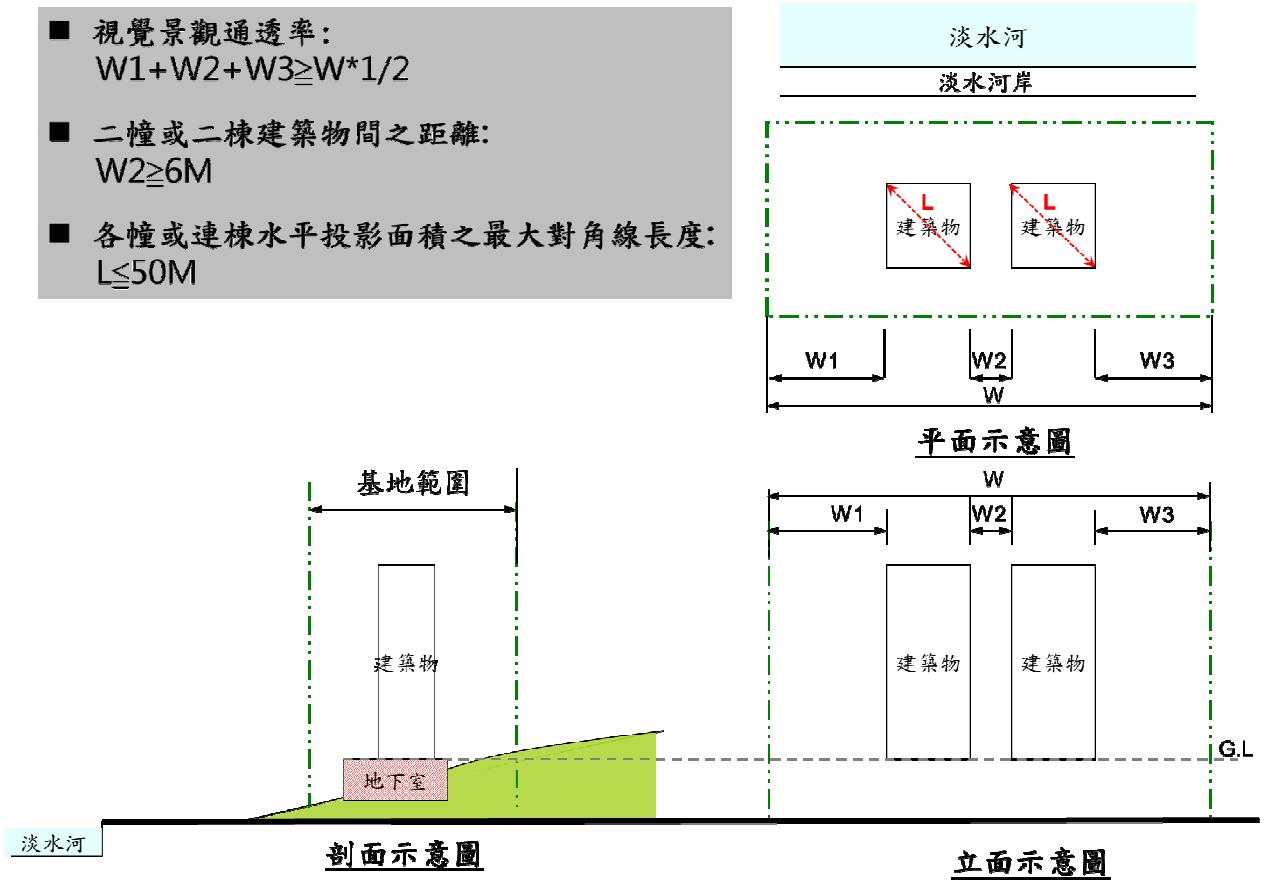 ■ 視覺景觀通透率:
W1+W2+W3≧W*1/2
■ 二幢或二棟建築物間之距離:
W2≧6M
■ 各幢或連棟水平投影面積之最大對角線長度:
L≦50M
淡水河
淡水河岸
L
建築物
L
建築物
W1
W2
W3
W
平面示意圖
基地範圍
建築物
地下室
淡水河
剖面示意圖
W
W1
W2
W3
建築物
建築物
G.L
立面示意圖